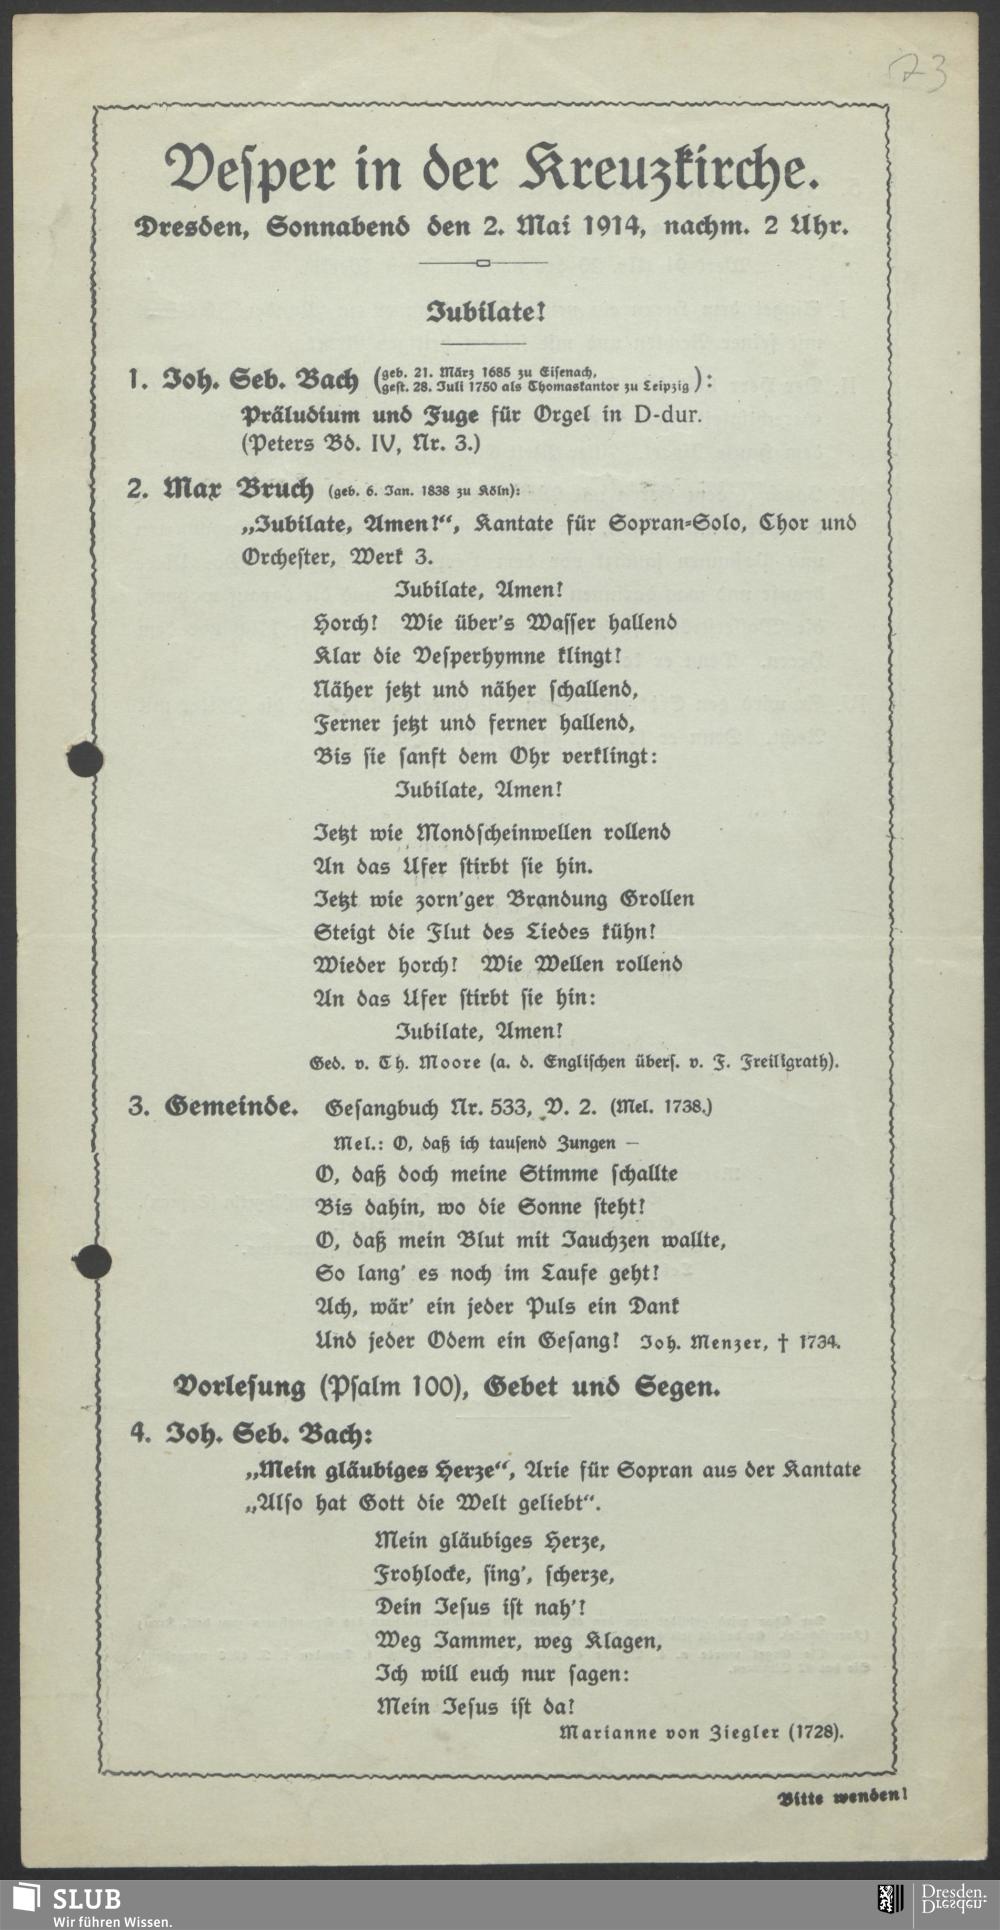 73
Vesper in der Kreuzkirche.
Dresden, Sonnabend den 2. Mai 1914, nachm. 2 Uhr.
Jubilate!
1. Joh. Seb. Bach (geb. 21. März 1685 zu Eisenach,
gest. 28. Juli 1750 als Thomaskantor zu Leipzig):
Präludium und Fuge für Orgel in D-dur.
(Peters Bd. IV, Nr. 3.)
2. Max Bruch (geb. 6. Jan. 1838 zu Köln):
„Jubilate, Amen!“, Kantate für Sopran-Solo, Chor und
Orchester, Werk 3.
Jubilate, Amen!
Horch! Wie über's Wasser hallend
Klar die Vesperhymne klingt!
Näher jetzt und näher schallend,
Ferner jetzt und ferner hallend,
Bis sie sanft dem Ohr verklingt:
Jubilate, Amen!
Jetzt wie Mondscheinwellen rollend
An das Ufer stirbt sie hin.
Jetzt wie zorn'ger Brandung Grollen
Steigt die Flut des Liedes kühn!
Wieder horch! Wie Wellen rollend
An das Ufer stirbt sie hin:
Jubilate, Amen!
Ged. v. Th. Moore (a. d. Englischen übers. v. F. Freiligrath).
3. Gemeinde. Gesangbuch Nr. 533, V. 2. (Mel. 1738.)
Mel.: O, daß ich tausend Zungen —
O, daß doch meine Stimme schallte
Bis dahin, wo die Sonne steht!
O, daß mein Blut mit Jauchzen wallte,
So lang' es noch im Laufe geht!
Ach, wär' ein jeder Puls ein Dank
Und jeder Odem ein Gesang! Joh. Menzer, † 1734.
Vorlesung (Psalm 100), Gebet und Segen.
4. Joh. Seb. Bach:
„Mein gläubiges Herze“, Arie für Sopran aus der Kantate
„Also hat Gott die Welt geliebt“.
Mein gläubiges Herze,
Frohlocke, sing', scherze,
Dein Jesus ist nah'!
Weg Jammer, weg Klagen,
Ich will euch nur sagen:
Mein Jesus ist da!
Marianne von Ziegler (1728).
Bitte wenden!
SLUB
Wir führen Wissen.
Dresden.
Dresden.